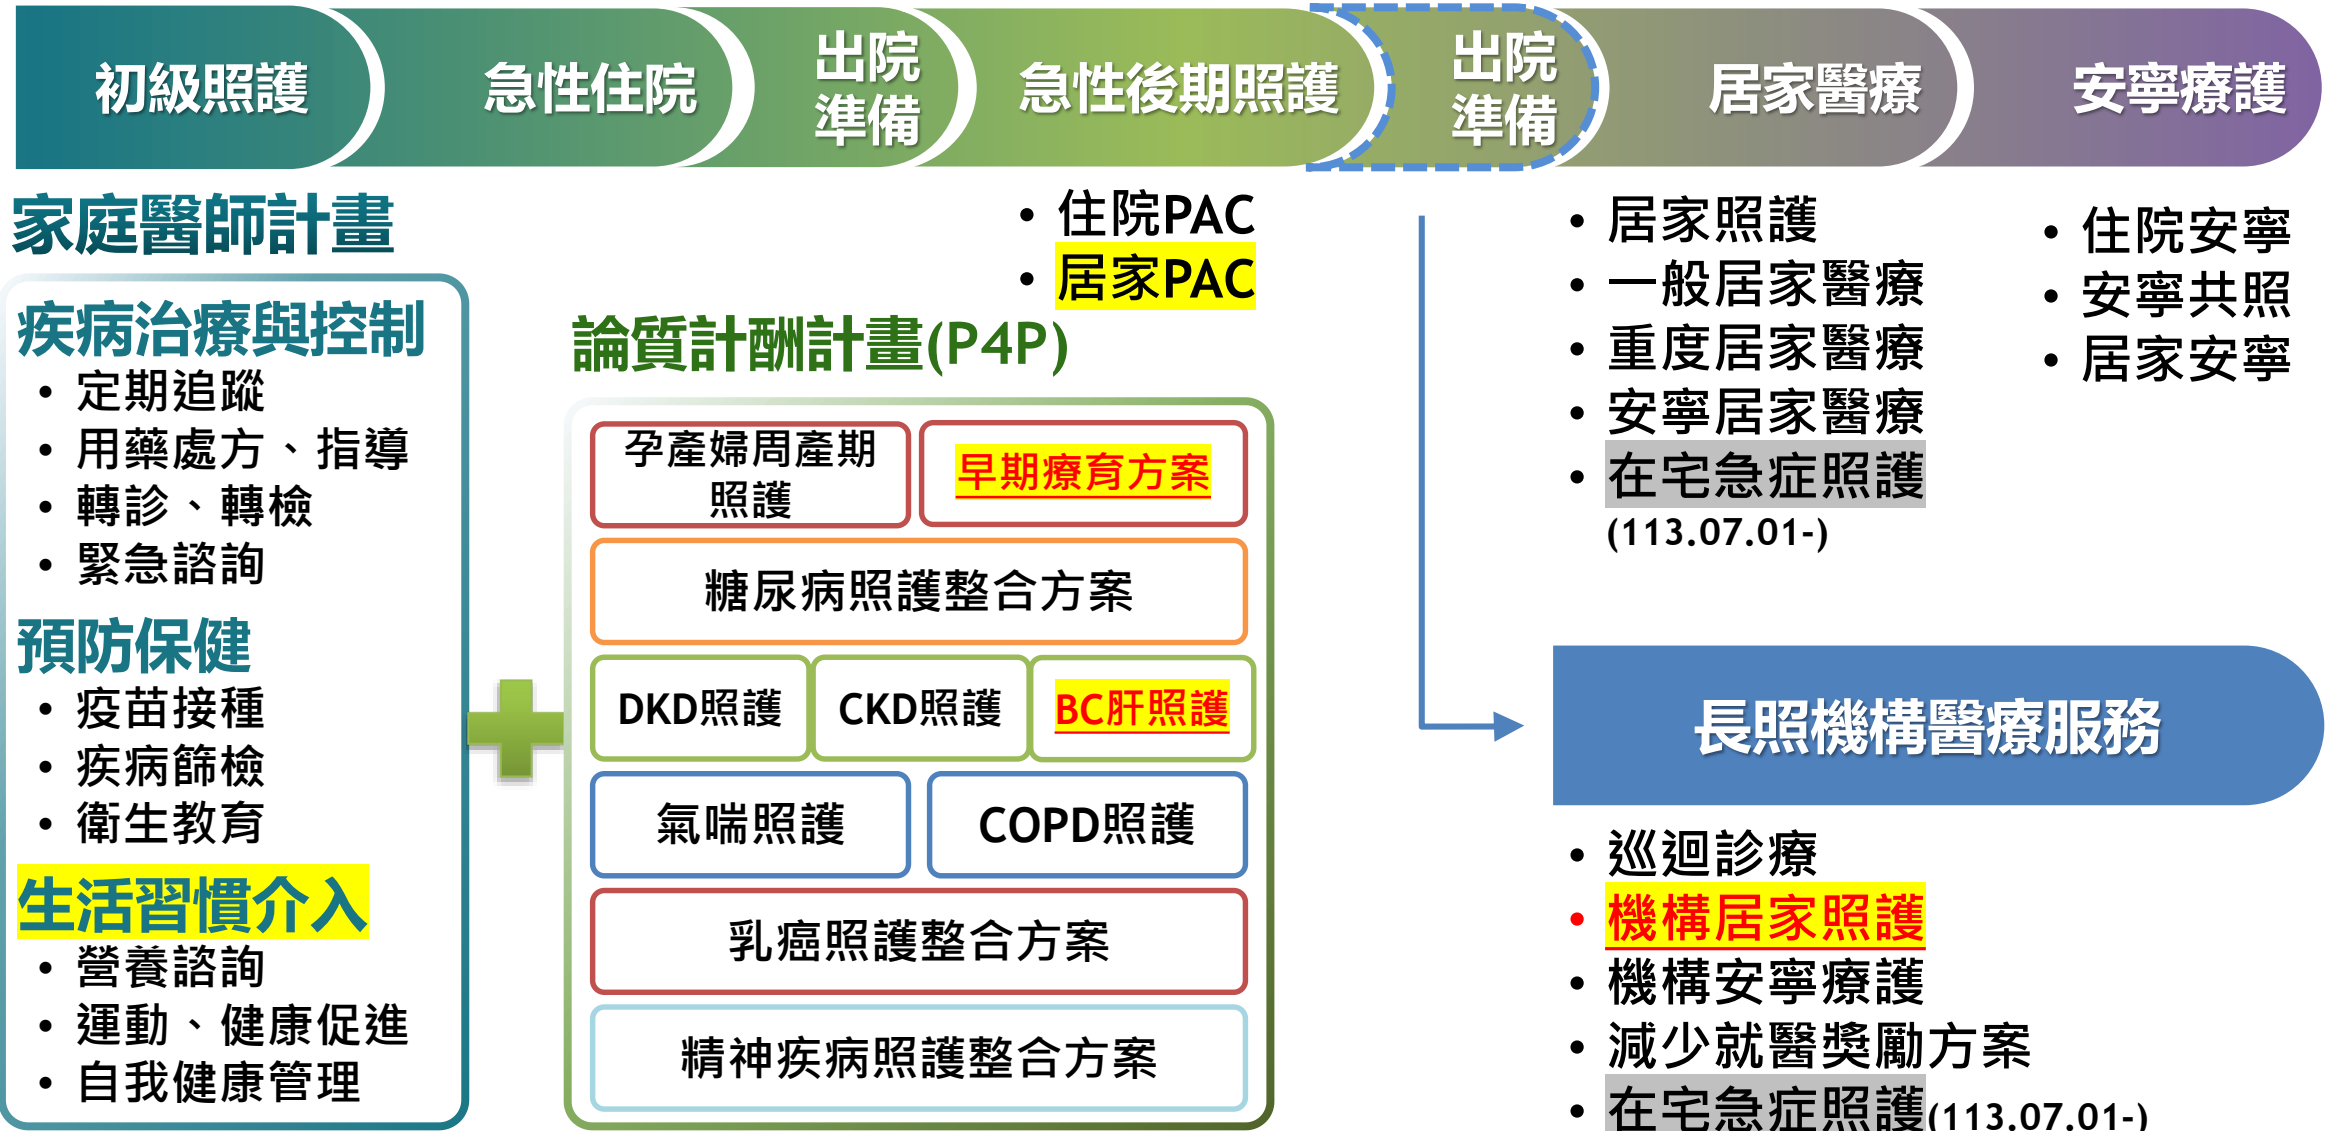 初級照護
急性住院
出院
準備
急性後期照護
出院
準備
居家醫療
安寧療護
家庭醫師計畫
疾病治療與控制
• 定期追蹤
• 用藥處方、指導
• 轉診、轉檢
• 緊急諮詢
預防保健
• 疫苗接種
• 疾病篩檢
• 衛生教育
生活習慣介入
• 營養諮詢
• 運動、健康促進
• 自我健康管理
• 住院PAC
• 居家PAC
論質計酬計畫(P4P)
孕產婦周產期
照護
早期療育方案
糖尿病照護整合方案
DKD照護
CKD照護
BC肝照護
氣喘照護
COPD照護
乳癌照護整合方案
精神疾病照護整合方案
• 居家照護
• 一般居家醫療
• 重度居家醫療
• 安寧居家醫療
• 在宅急症照護
(113.07.01-)
• 住院安寧
• 安寧共照
• 居家安寧
長照機構醫療服務
• 巡迴診療
• 機構居家照護
• 機構安寧療護
• 減少就醫獎勵方案
• 在宅急症照護(113.07.01-)